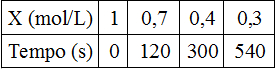 X (mol/L) 1 0,7 0,4 0,3
Tempo (s) 0 120 300 540